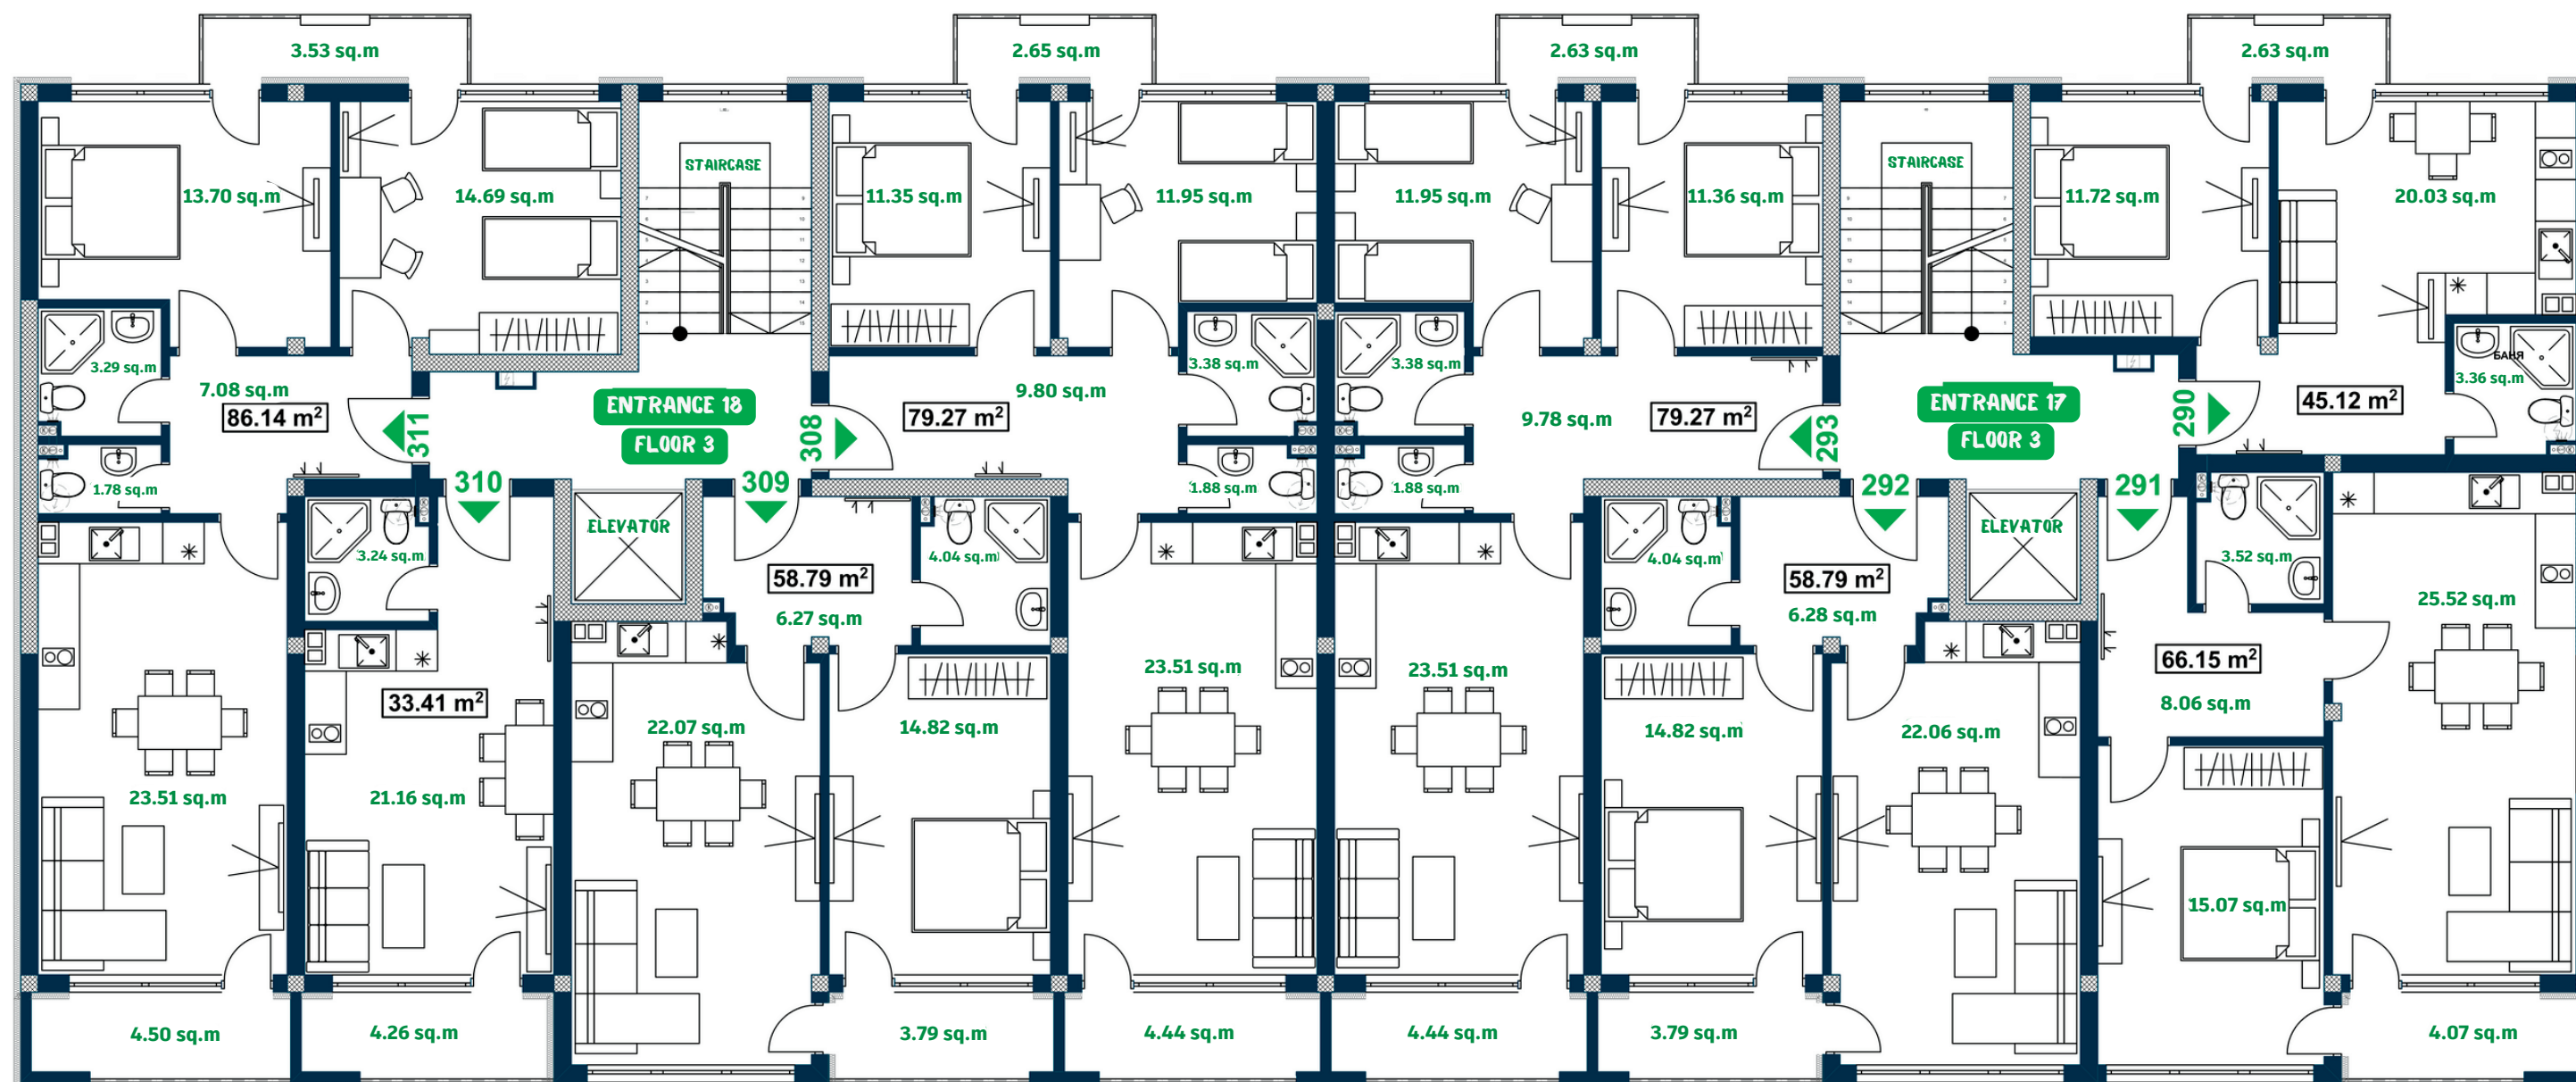 3.53 sq.m
2.65 sq.m
2.63 sq.m
2.63 sq.m
STAIRCASE
STAIRCASE
13.70 sq.m
14.69 sq.m
11.35 sq.m
11.95 sq.m
11.95 sq.m
11.36 sq.m
11.72 sq.m
20.03 sq.m
3.29 sq.m
3.38 sq.m
3.38 sq.m
БАНЯ
3.36 sq.m
7.08 sq.m
86.14 m²
311
ENTRANCE 18
FLOOR 3
308
79.27 m²
9.80 sq.m
9.78 sq.m
79.27 m²
293
ENTRANCE 17
FLOOR 3
290
45.12 m²
1.78 sq.m
310
309
1.88 sq.m
1.88 sq.m
292
291
ELEVATOR
ELEVATOR
3.24 sq.m
4.04 sq.m
4.04 sq.m
3.52 sq.m
58.79 m²
6.27 sq.m
58.79 m²
6.28 sq.m
25.52 sq.m
66.15 m²
8.06 sq.m
33.41 m²
23.51 sq.m
23.51 sq.m
22.07 sq.m
14.82 sq.m
14.82 sq.m
22.06 sq.m
23.51 sq.m
21.16 sq.m
15.07 sq.m
4.50 sq.m
4.26 sq.m
3.79 sq.m
4.44 sq.m
4.44 sq.m
3.79 sq.m
4.07 sq.m